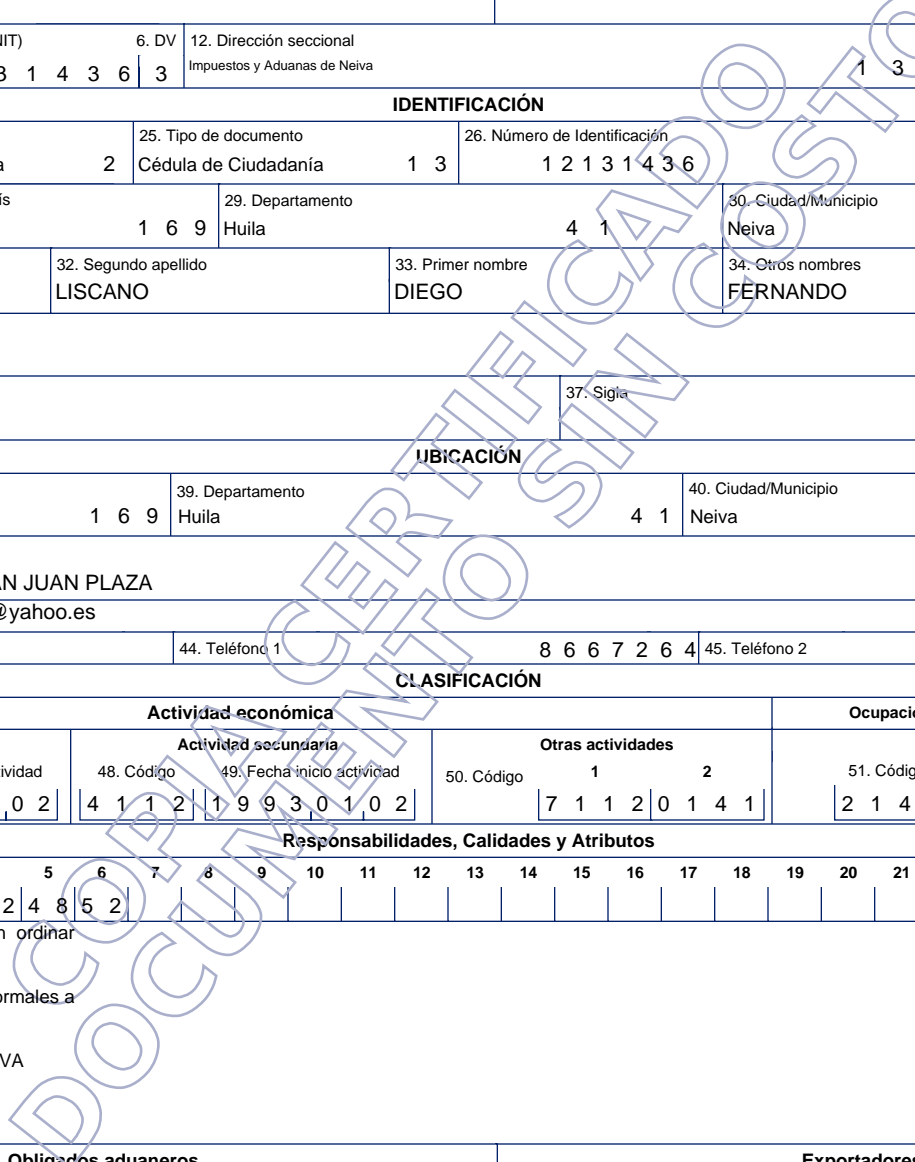 NIT) 6. DV 12. Dirección seccional
3 1 4 3 6 3 Impuestos y Aduanas de Neiva 1 3
IDENTIFICACIÓN
25. Tipo de documento 26. Número de Identificación
a 2 Cédula de Ciudadanía 1 3 1 2 1 3 1 4 3 6
ís 29. Departamento 30. Ciudad/Municipio
1 6 9 Huila 4 1 Neiva
32. Segundo apellido 33. Primer nombre 34. Otros nombres
LISCANO DIEGO FERNANDO
37. Sigla
UBICACIÓN
39. Departamento 40. Ciudad/Municipio
1 6 9 Huila 4 1 Neiva
AN JUAN PLAZA
@yahoo.es
44. Teléfono 1 8 6 6 7 2 6 4 45. Teléfono 2
CLASIFICACIÓN
Actividad económica Ocupació
Actividad secundaria Otras actividades
ividad 48. Código 49. Fecha inicio actividad 50. Código 1 2 51. Códig
0 2 4 1 1 2 1 9 9 3 0 1 0 2 7 1 1 2 0 1 4 1 2 1 4
Responsabilidades, Calidades y Atributos
5 6 7 8 9 10 11 12 13 14 15 16 17 18 19 20 21
2 4 8 5 2
n ordinar
ormales a
VA
Obligados aduaneros Exportadores
COPIA CERTIFICADO
DOCUMENTO SIN COSTO